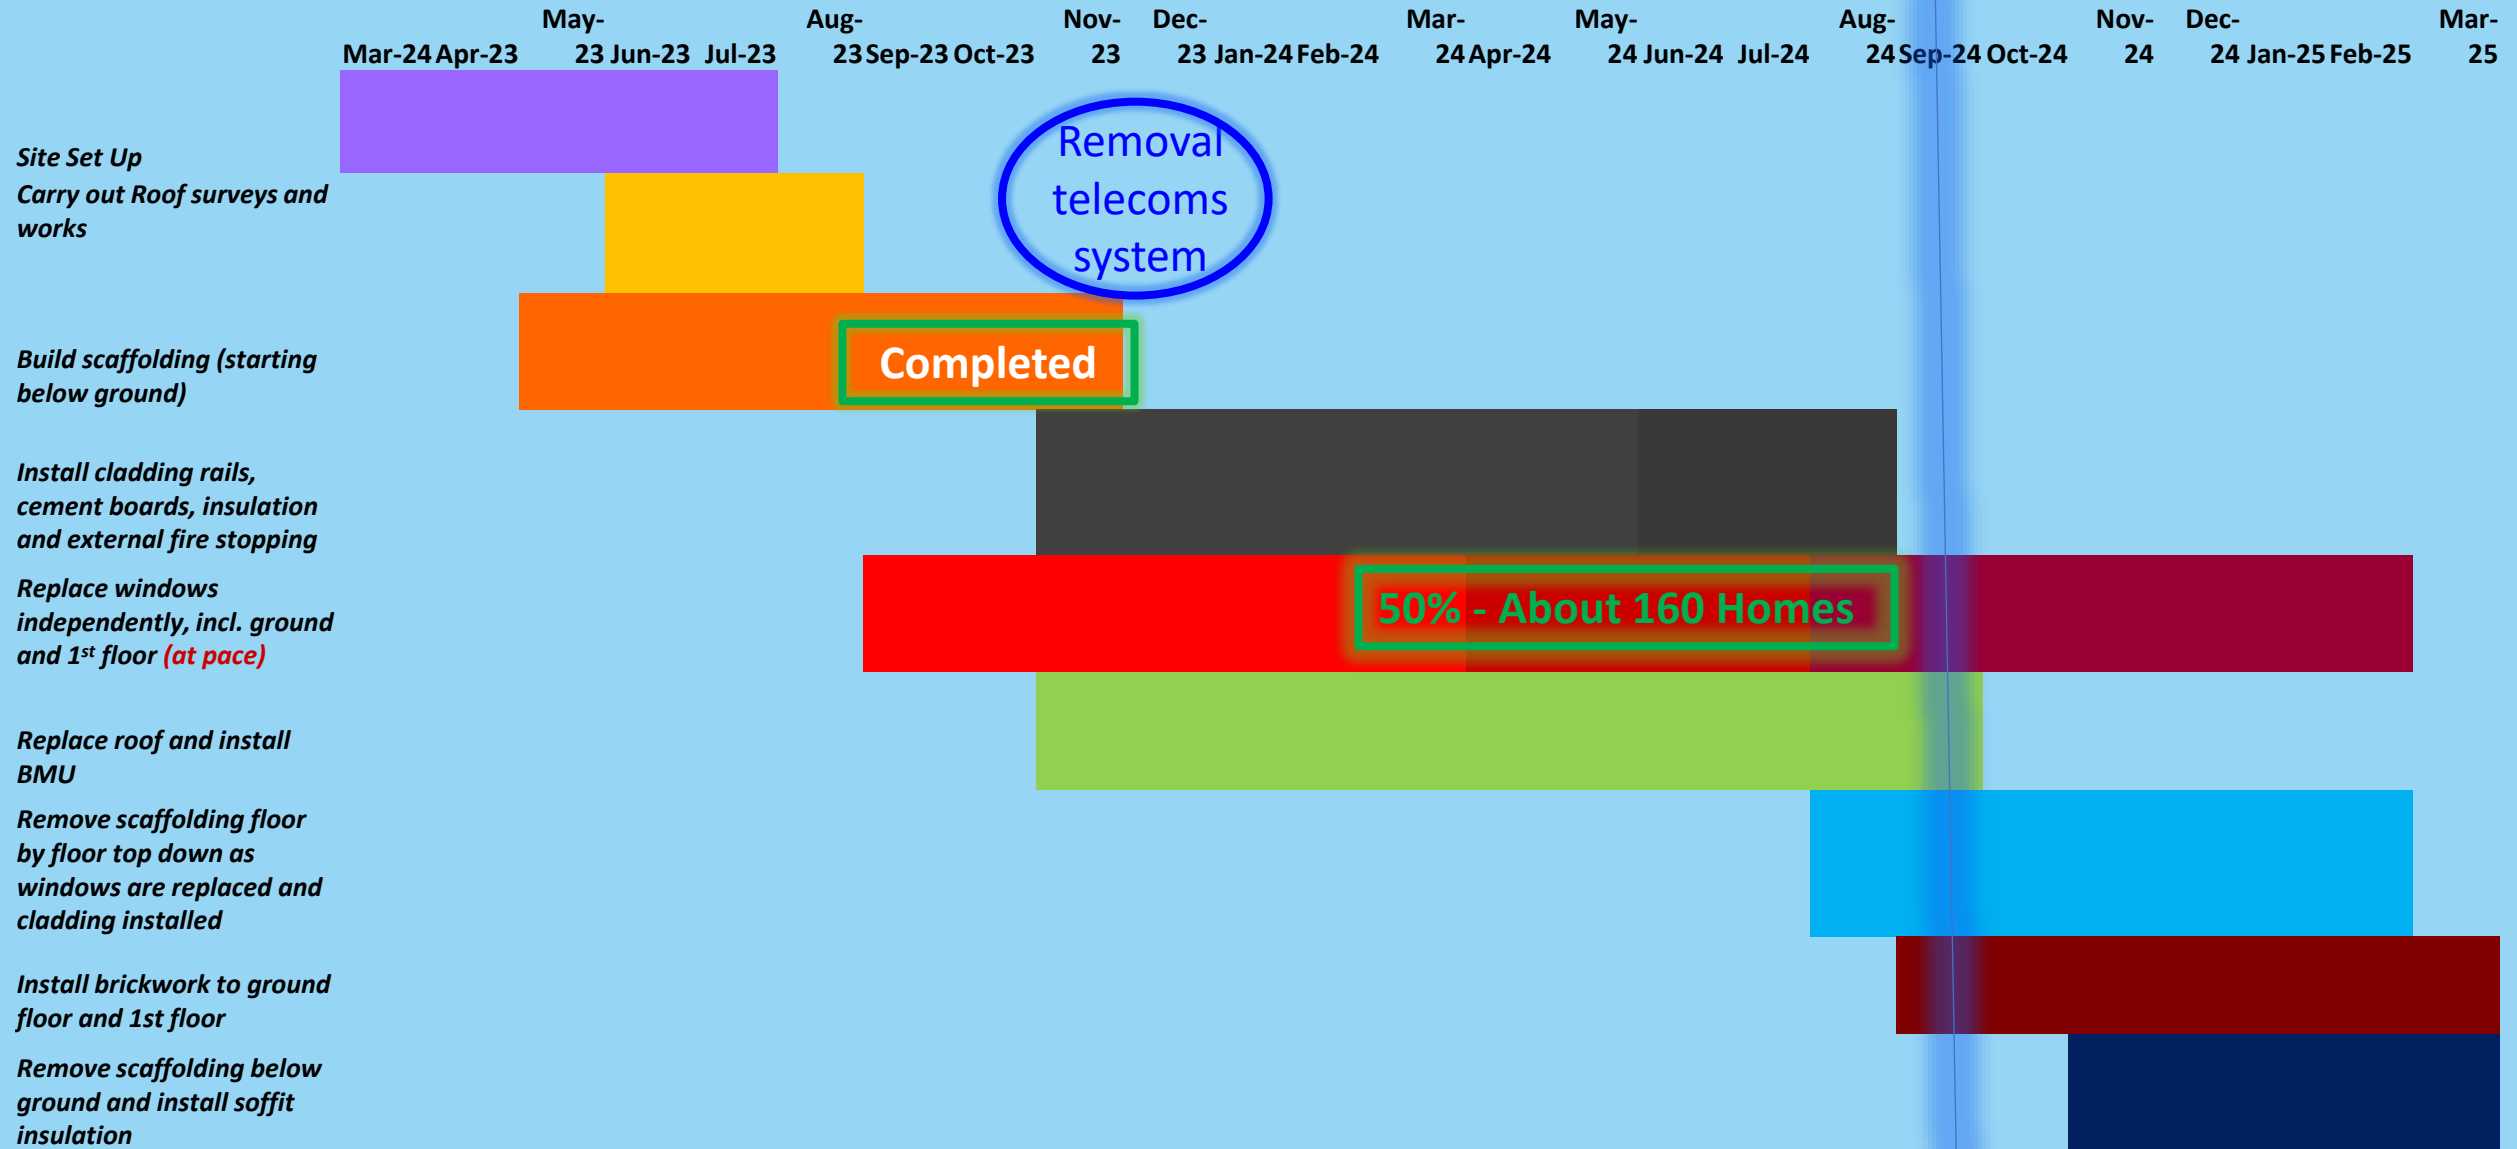 May- Aug- Nov- Dec- Mar- May- Aug- Nov- Dec- Mar-
Mar-24 Apr-23 23 Jun-23 Jul-23 23 Sep-23 Oct-23 23 23 Jan-24 Feb-24 24 Apr-24 24 Jun-24 Jul-24 24 Sep-24 Oct-24 24 24 Jan-25 Feb-25 25
Removal
telecoms
system
Site Set Up
Carry out Roof surveys and
works
Build scaffolding (starting
below ground)
Completed
Install cladding rails,
cement boards, insulation
and external fire stopping
Replace windows
independently, incl. ground
and 1st floor (at pace)
50% - About 160 Homes
Replace roof and install
BMU
Remove scaffolding floor
by floor top down as
windows are replaced and
cladding installed
Install brickwork to ground
floor and 1st floor
Remove scaffolding below
ground and install soffit
insulation